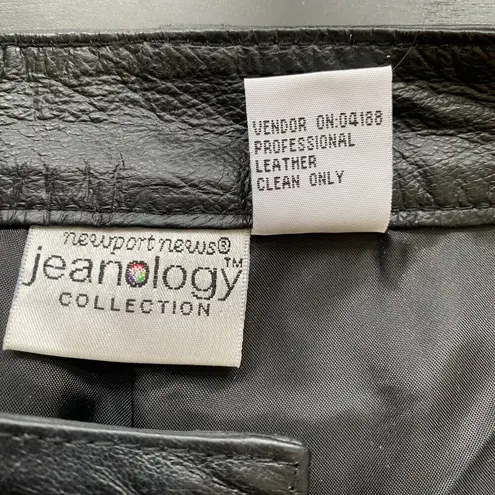 VENDOR ON:04188
PROFESSIONAL
LEATHER
CLEAN ONLY
newport news®
jeanology™
COLLECTION